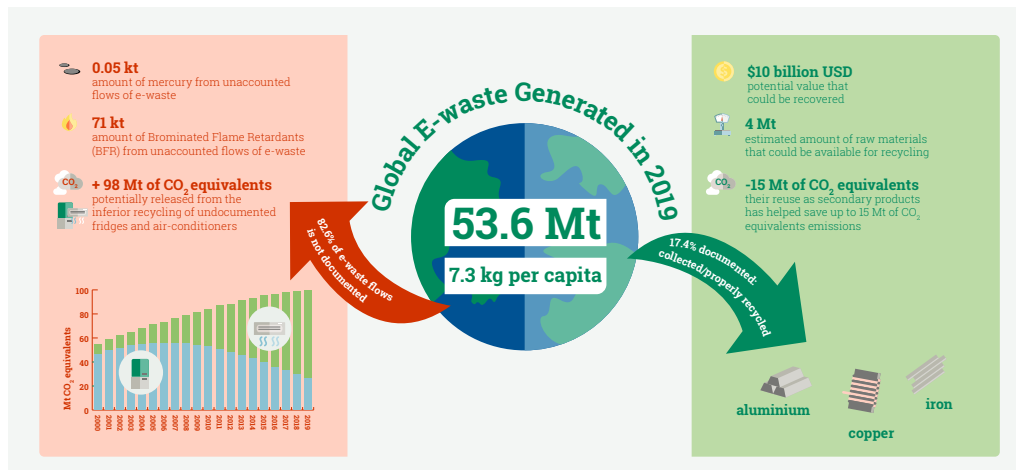 0.05 kt
amount of mercury from unaccounted
flows of e-waste
71 kt
amount of Brominated Flame Retardants
(BFR) from unaccounted flows of e-waste
CO2
+ 98 Mt of CO2 equivalents
potentially released from the
inferior recycling of undocumented
fridges and air-conditioners
Mt CO2 equivalents
100
80
60
40
20
0
2000
2001
2002
2003
2004
2005
2006
2007
2008
2009
2010
2011
2012
2013
2014
2015
2016
2017
2018
2019
82.6% of e-waste flows
is not documented
Global E-waste Generated in 2019
53.6 Mt
7.3 kg per capita
17.4% documented:
collected/properly recycled
$10 billion USD
potential value that
could be recovered
4 Mt
estimated amount of raw materials
that could be available for recycling
CO2
-15 Mt of CO2 equivalents
their reuse as secondary products
has helped save up to 15 Mt of CO2
equivalents emissions
aluminium
copper
iron